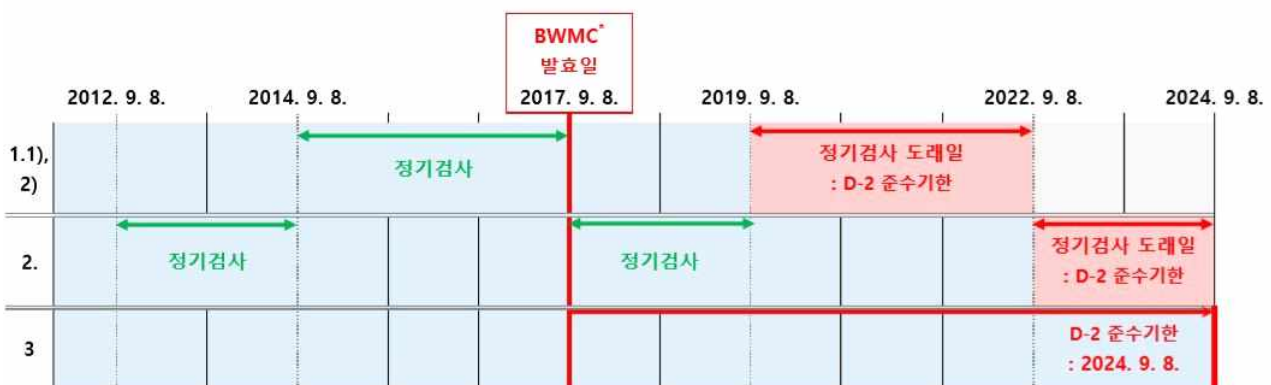 BWMC*
발효일
2012. 9. 8.
2014. 9. 8.
2017. 9. 8.
2019. 9. 8.
2022. 9. 8.
2024. 9. 8.
1.1),
2)
정기검사
정기검사 도래일
: D-2 준수기한
2.
정기검사
정기검사
정기검사 도래일
: D-2 준수기한
3
D-2 준수기한
: 2024. 9. 8.